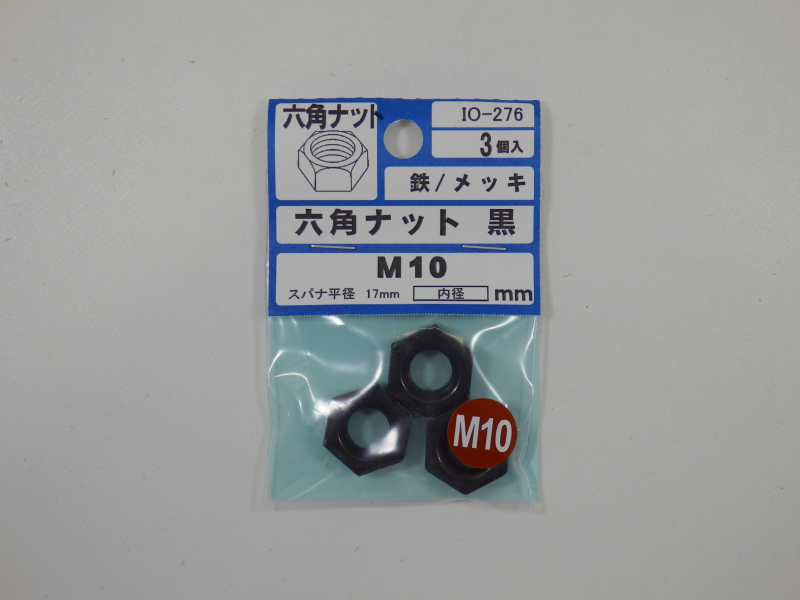 六角ナット
IO-276
3個入
鉄/メッキ
六角ナット 黒
M10
スパナ平径 17mm 内径 mm
M10